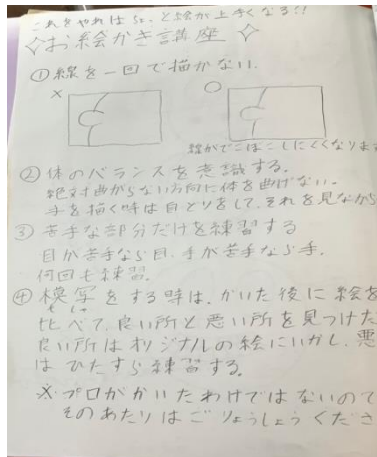 これをやればきっと絵が上手くなる!!
お絵かき講座
①線を一回で描かない.
× ○
線がでこぼこしにくくなります
②体のバランスを意識する。
絶対曲がらない方向に体を曲げない。
手を描く時は自どりをして、それを見なから
③苦手な部分だけを練習する
目が苦手なら目、手が苦手なら手.
何回も練習。
④模写をする時は、かいた後に絵を
もしゃ
比べて、良い所と悪い所を見つけた
良い所はオリジナルの絵にいかし、悪
はひたすら練習する。
※プロがかいたわけではないので
そのあたりはごりょうしょうくださ